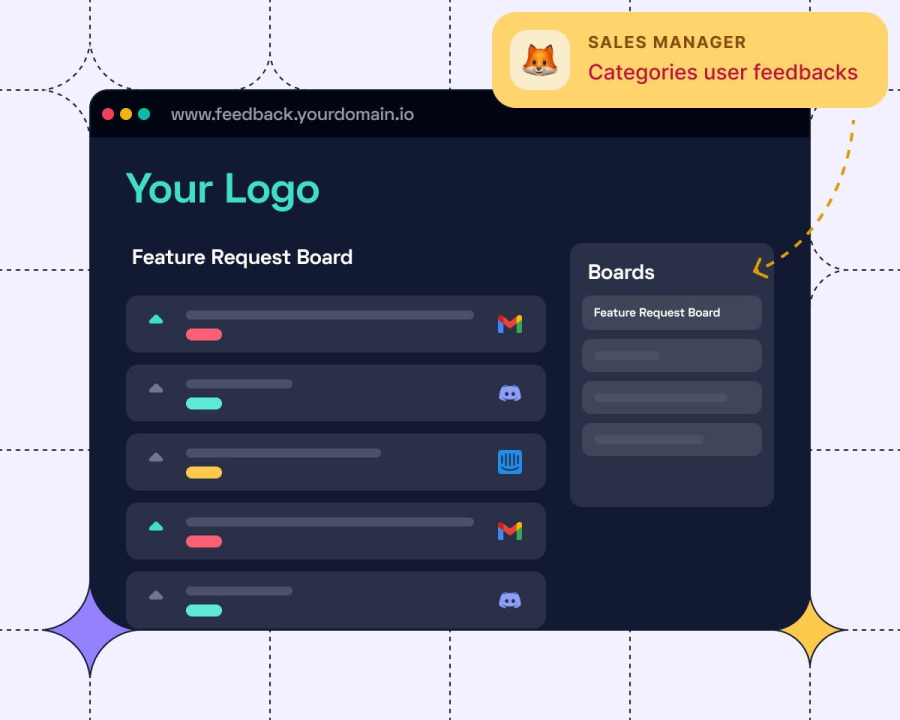 SALES MANAGER
Categories user feedbacks
www.feedback.yourdomain.io
Your Logo
Feature Request Board
Boards
Feature Request Board